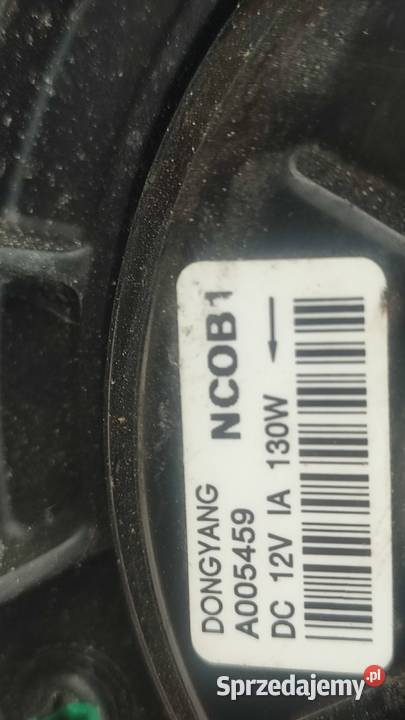 DONGYANG NCOB1
A005459
DC 12V IA 130W ←
Sprzedajemy.pl